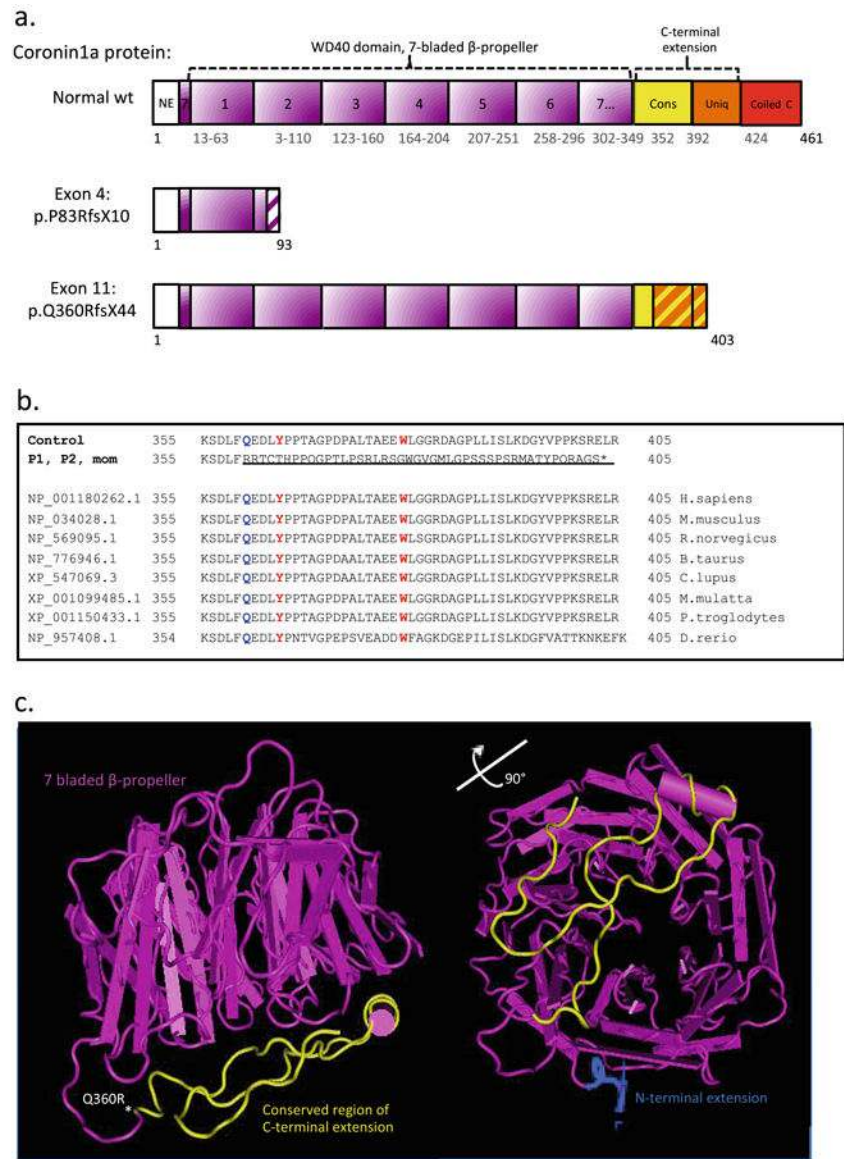 a.
Coronin1a protein:
WD40 domain, 7-bladed β-propeller
C-terminal extension
Normal wt
NE 7 1 2 3 4 5 6 7... Cons Uniq Coiled C
1 13-63 3-110 123-160 164-204 207-251 258-296 302-349 352 392 424 461
Exon 4:
p.P83RfsX10
1 93
Exon 11:
p.Q360RfsX44
1 403
b.
Control 355 KSDLFQEDLYPPTAGPDPALTAEEWLGGRDAGPLLISLKDGYVPPKSRELR 405
P1, P2, mom 355 KSDLFRRTCTHPPOGPTLPSRLRSGWGVGMLGPSSSPSRMATYPORAGS* 405
NP_001180262.1 355 KSDLFQEDLYPPTAGPDPALTAEEWLGGRDAGPLLISLKDGYVPPKSRELR 405 H.sapiens
NP_034028.1 355 KSDLFQEDLYPPTAGPDPALTAEEWLGGRDAGPLLISLKDGYVPPKSRELR 405 M.musculus
NP_569095.1 355 KSDLFQEDLYPPTAGPDPALTAEEWLSGRDAGPLLISLKDGYVPPKSRELR 405 R.norvegicus
NP_776946.1 355 KSDLFQEDLYPPTAGPDAALTAEEWLGGRDAGPLLISLKDGYVPPKSRELR 405 B.taurus
XP_547069.3 355 KSDLFQEDLYPPTAGPDAALTAEEWLGGRDAGPLLISLKDGYVPPKSRELR 405 C.lupus
XP_001099485.1 355 KSDLFQEDLYPPTAGPDPALTAEEWLGGRDAGPLLISLKDGYVPPKSRELR 405 M.mulatta
XP_001150433.1 355 KSDLFQEDLYPPTAGPDPALTAEEWLGGRDAGPLLISLKDGYVPPKSRELR 405 P.troglodytes
NP_957408.1 354 KSDLFQEDLYPNTVGPEPSVEADDWFAGKDGEPILISLKDGFVATTKNKEFK 405 D.rerio
c.
7 bladed β-propeller
90°
Q360R
*
Conserved region of
C-terminal extension
N-terminal extension